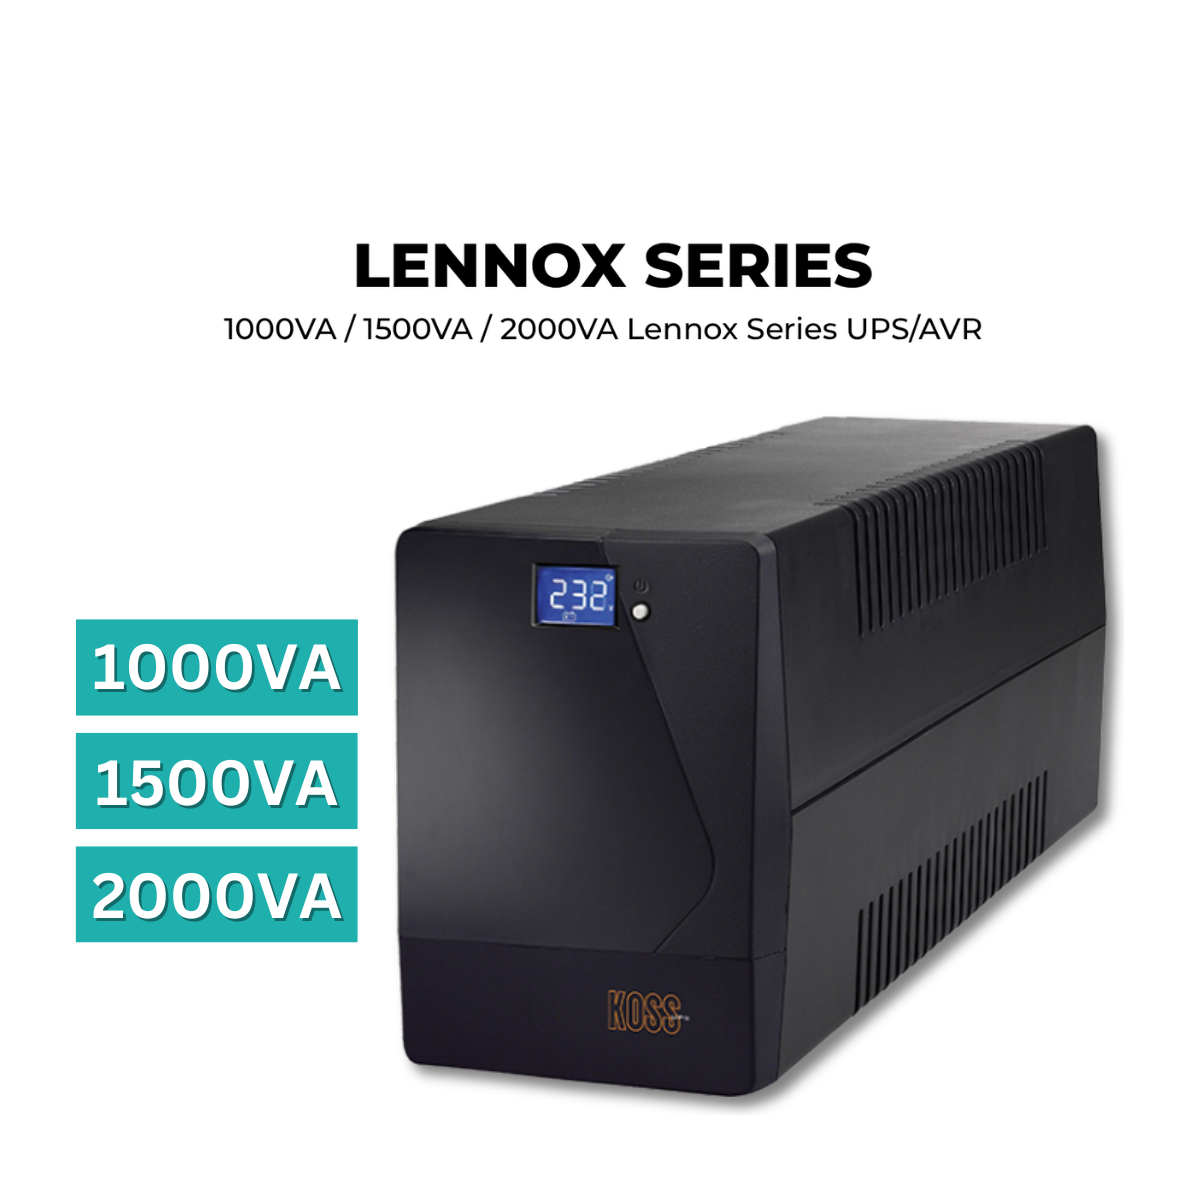 LENNOX SERIES
1000VA / 1500VA / 2000VA Lennox Series UPS/AVR
232
1000VA
1500VA
2000VA
KOSS